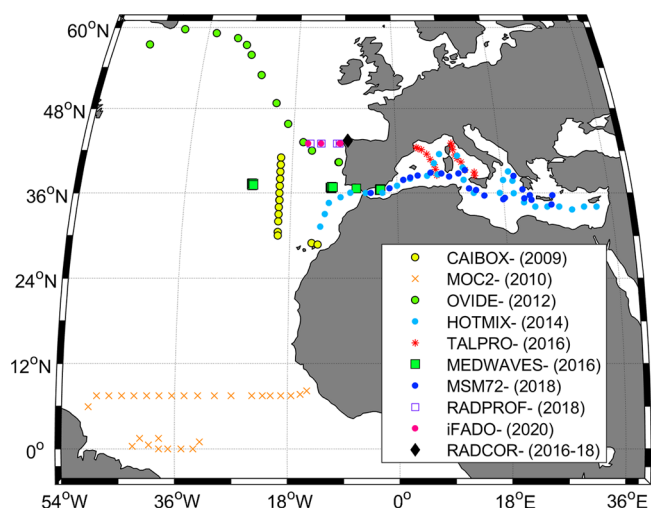 60°N
48°N
36°N
24°N
12°N
0°
54°W
36°W
18°W
0°
18°E
36°E
CAIBOX- (2009)
MOC2- (2010)
OVIDE- (2012)
HOTMIX- (2014)
TALPRO- (2016)
MEDWAVES- (2016)
MSM72- (2018)
RADPROF- (2018)
iFADO- (2020)
RADCOR- (2016-18)